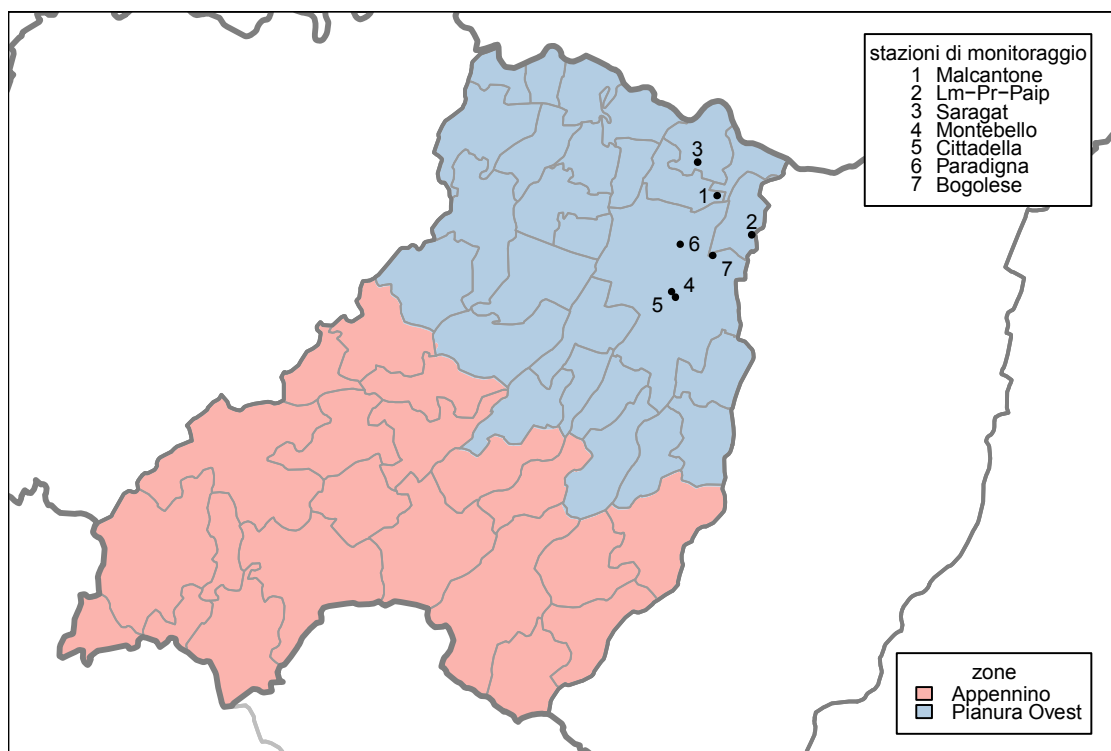 stazioni di monitoraggio
1 Malcantone
2 Lm−Pr−Paip
3 Saragat
4 Montebello
5 Cittadella
6 Paradigna
7 Bogolese
3
1
2
6
7
4
5
zone
Appennino
Pianura Ovest